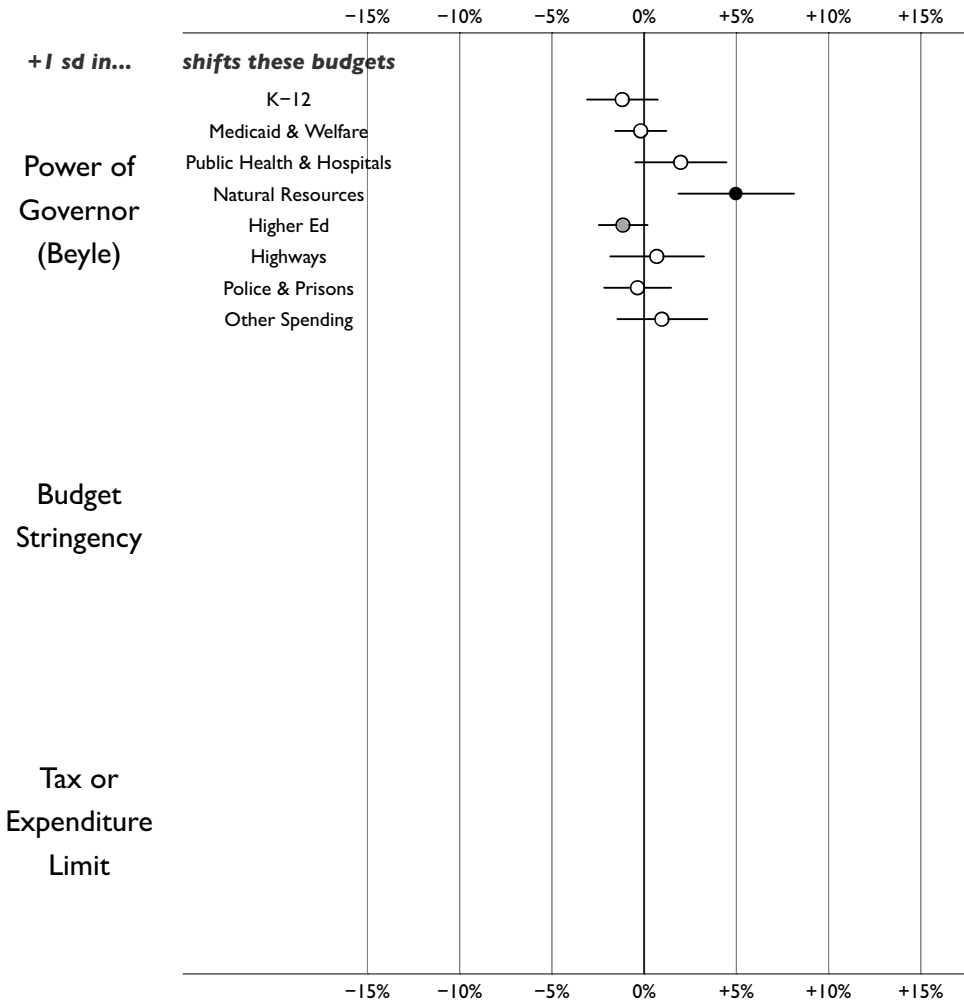 −15% −10% −5% 0% +5% +10% +15%
+1 sd in... shifts these budgets
K−12
Medicaid & Welfare
Public Health & Hospitals
Natural Resources
Higher Ed
Highways
Police & Prisons
Other Spending
Power of
Governor
(Beyle)
Budget
Stringency
Tax or
Expenditure
Limit
−15% −10% −5% 0% +5% +10% +15%